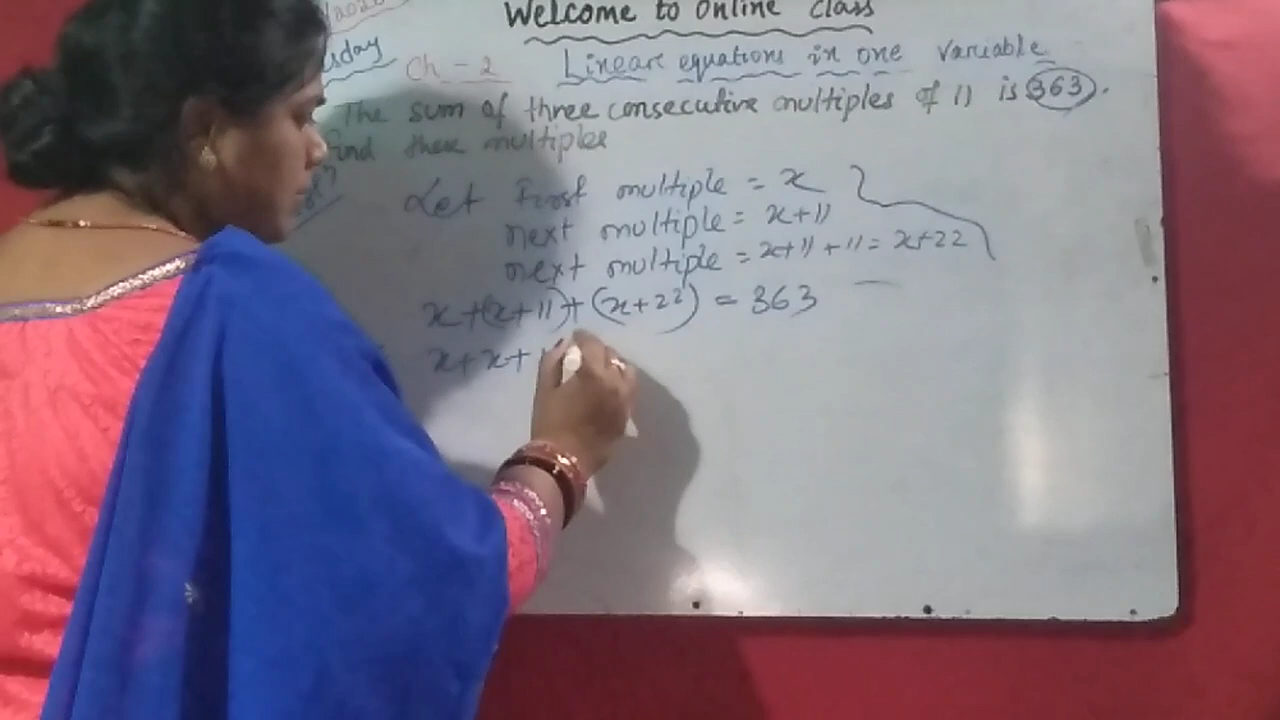 Welcome to online class
Ch - 2 Linear equations in one variable
The sum of three consecutive multiples of 11 is 363.
find these multiples
Let first multiple = x
next multiple = x+11
next multiple = x+11+11 = x+22
x+(x+11)+(x+22) = 363
x+x+